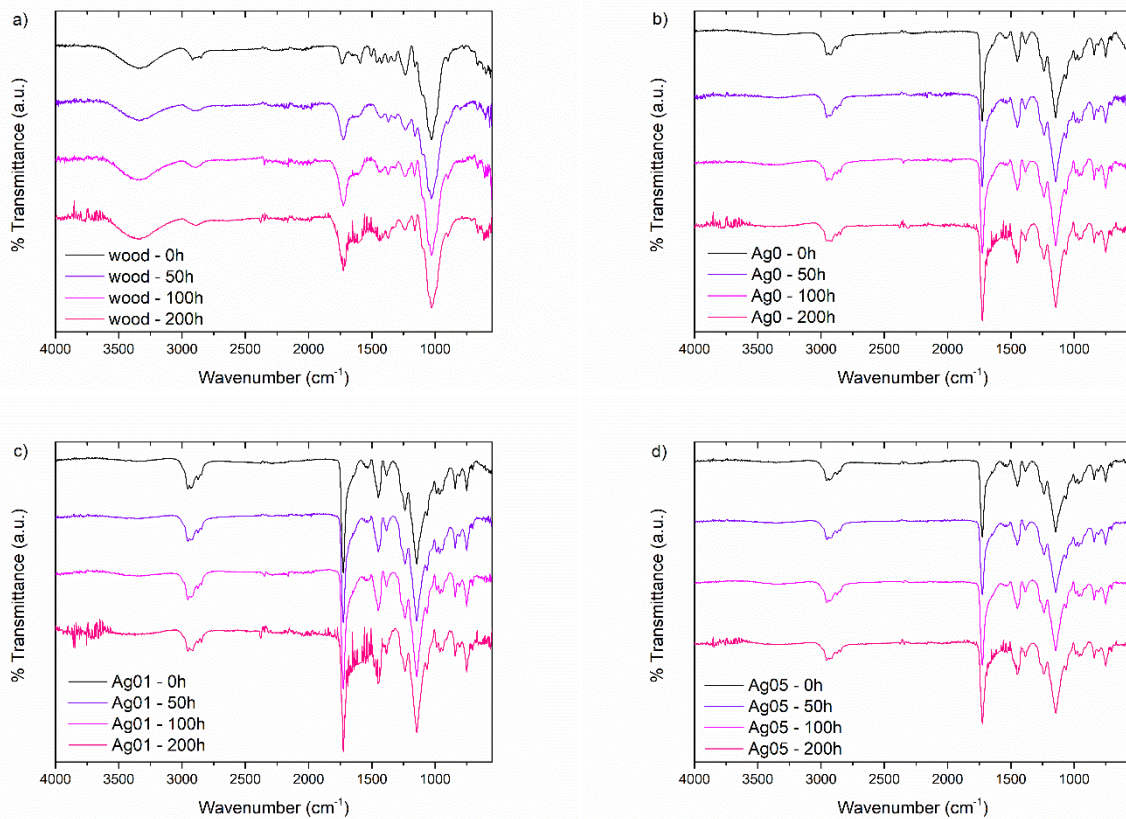 a)
% Transmittance (a.u.)
wood - 0h
wood - 50h
wood - 100h
wood - 200h
4000 3500 3000 2500 2000 1500 1000
Wavenumber (cm⁻¹)
b)
% Transmittance (a.u.)
Ag0 - 0h
Ag0 - 50h
Ag0 - 100h
Ag0 - 200h
4000 3500 3000 2500 2000 1500 1000
Wavenumber (cm⁻¹)
c)
% Transmittance (a.u.)
Ag01 - 0h
Ag01 - 50h
Ag01 - 100h
Ag01 - 200h
4000 3500 3000 2500 2000 1500 1000
Wavenumber (cm⁻¹)
d)
% Transmittance (a.u.)
Ag05 - 0h
Ag05 - 50h
Ag05 - 100h
Ag05 - 200h
4000 3500 3000 2500 2000 1500 1000
Wavenumber (cm⁻¹)